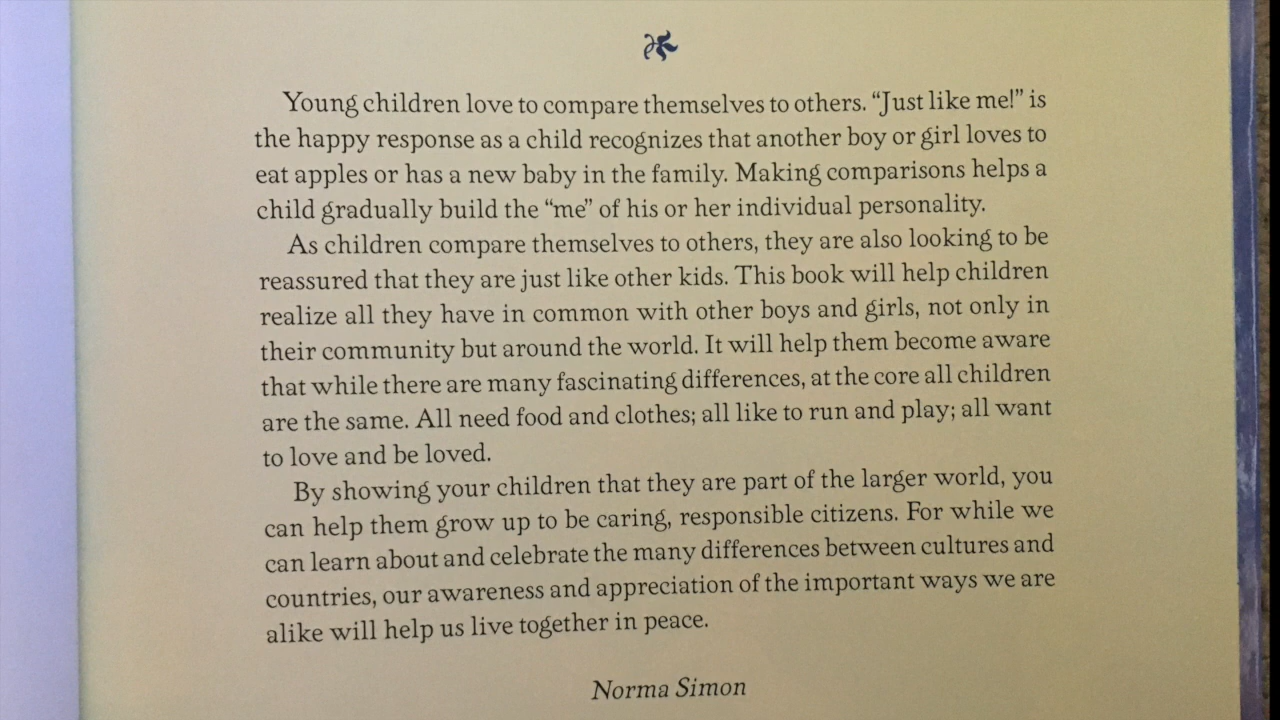 Young children love to compare themselves to others. “Just like me!” is
the happy response as a child recognizes that another boy or girl loves to
eat apples or has a new baby in the family. Making comparisons helps a
child gradually build the “me” of his or her individual personality.
As children compare themselves to others, they are also looking to be
reassured that they are just like other kids. This book will help children
realize all they have in common with other boys and girls, not only in
their community but around the world. It will help them become aware
that while there are many fascinating differences, at the core all children
are the same. All need food and clothes; all like to run and play; all want
to love and be loved.
By showing your children that they are part of the larger world, you
can help them grow up to be caring, responsible citizens. For while we
can learn about and celebrate the many differences between cultures and
countries, our awareness and appreciation of the important ways we are
alike will help us live together in peace.
Norma Simon